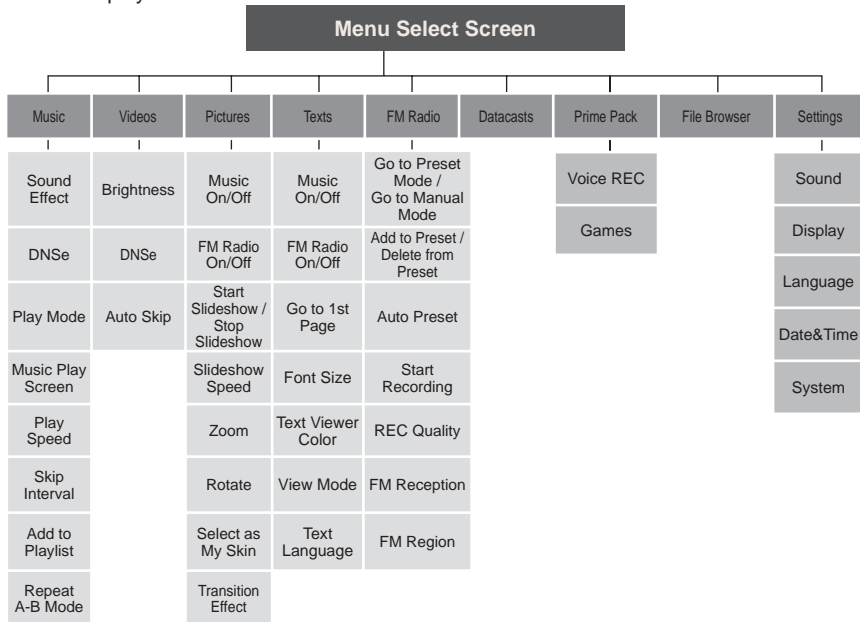 Menu Select Screen
Music
Videos
Pictures
Texts
FM Radio
Datacasts
Prime Pack
File Browser
Settings
Sound
Effect
Brightness
Music
On/Off
Music
On/Off
Go to Preset
Mode /
Go to Manual
Mode
Voice REC
Sound
DNSe
DNSe
FM Radio
On/Off
FM Radio
On/Off
Add to Preset /
Delete from
Preset
Games
Display
Play Mode
Auto Skip
Start
Slideshow /
Stop
Slideshow
Go to 1st
Page
Auto Preset
Language
Music Play
Screen
Slideshow
Speed
Font Size
Start
Recording
Date&Time
Play
Speed
Zoom
Text Viewer
Color
REC Quality
System
Skip
Interval
Rotate
View Mode
FM Reception
Add to
Playlist
Select as
My Skin
Text
Language
FM Region
Repeat
A-B Mode
Transition
Effect